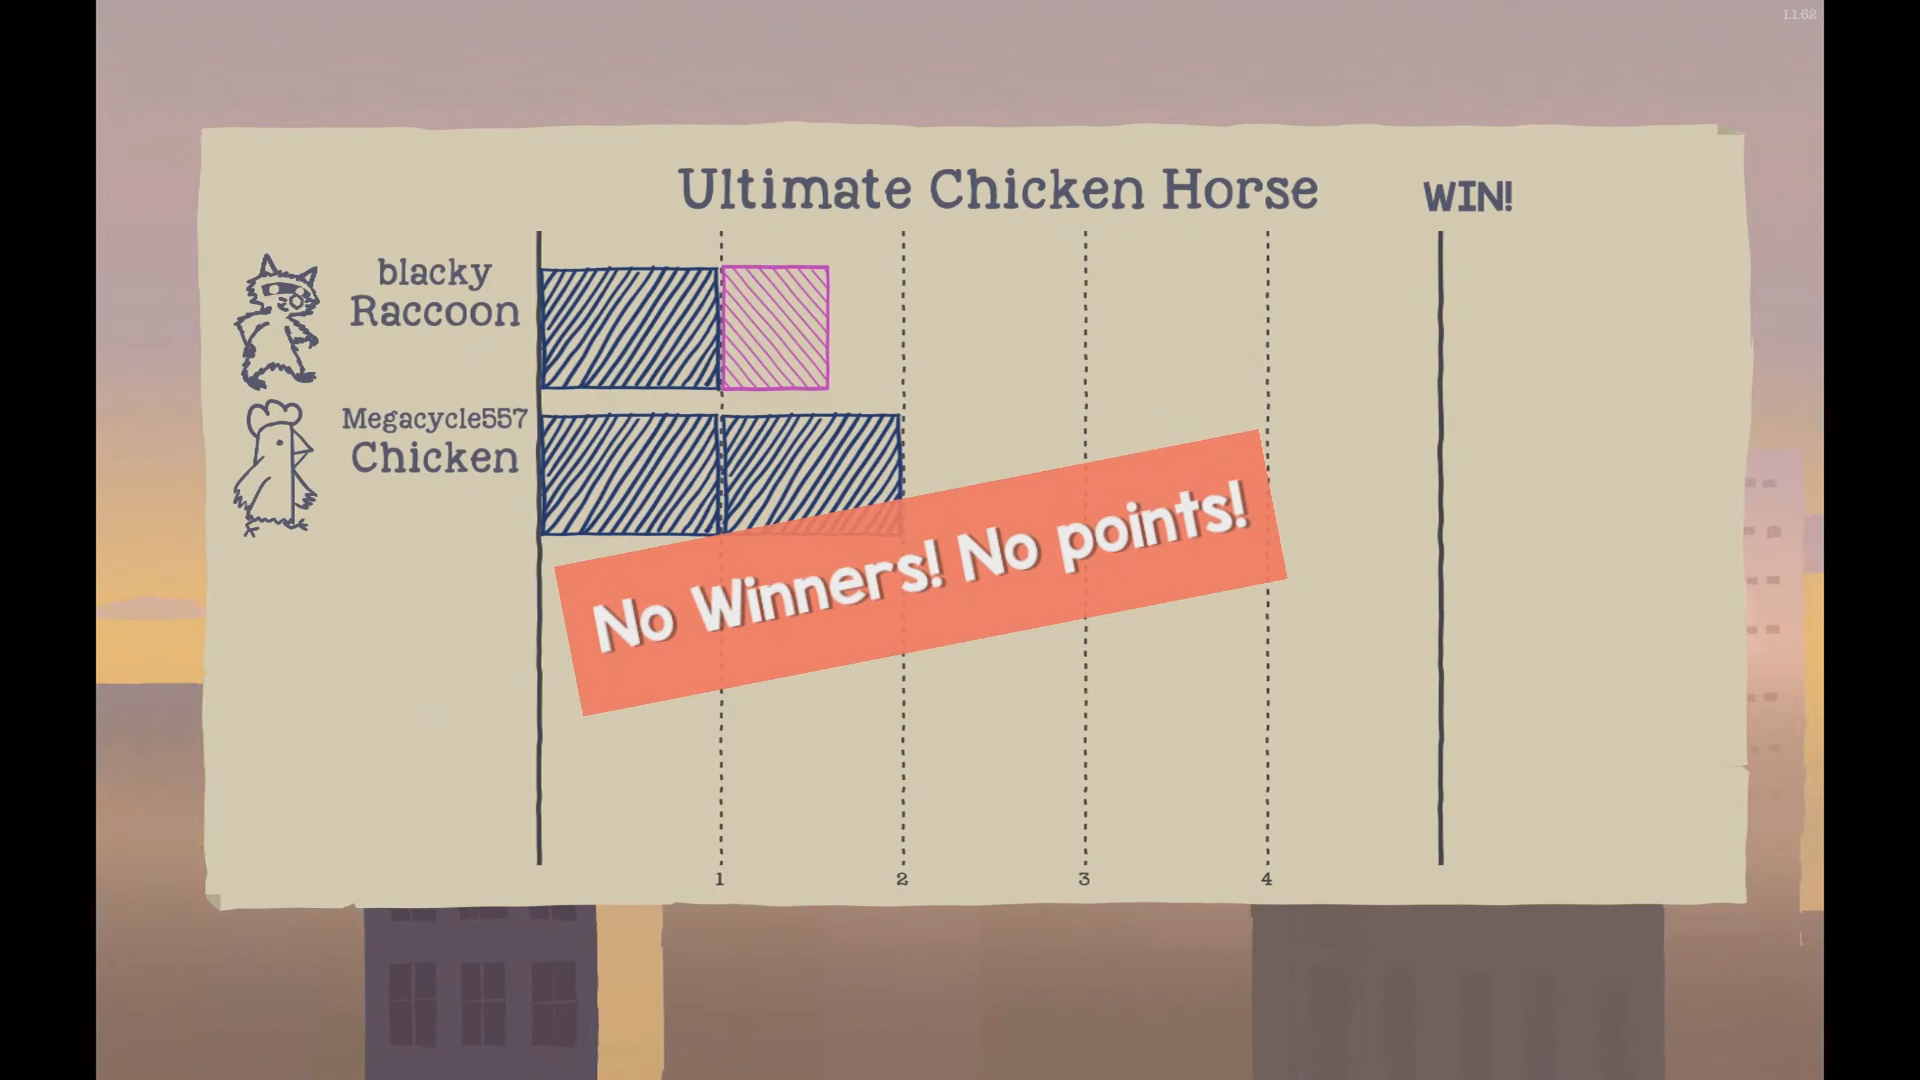 1.1.62
Ultimate Chicken Horse
WIN!
blacky
Raccoon
Megacycle557
Chicken
No Winners! No points!
1
2
3
4